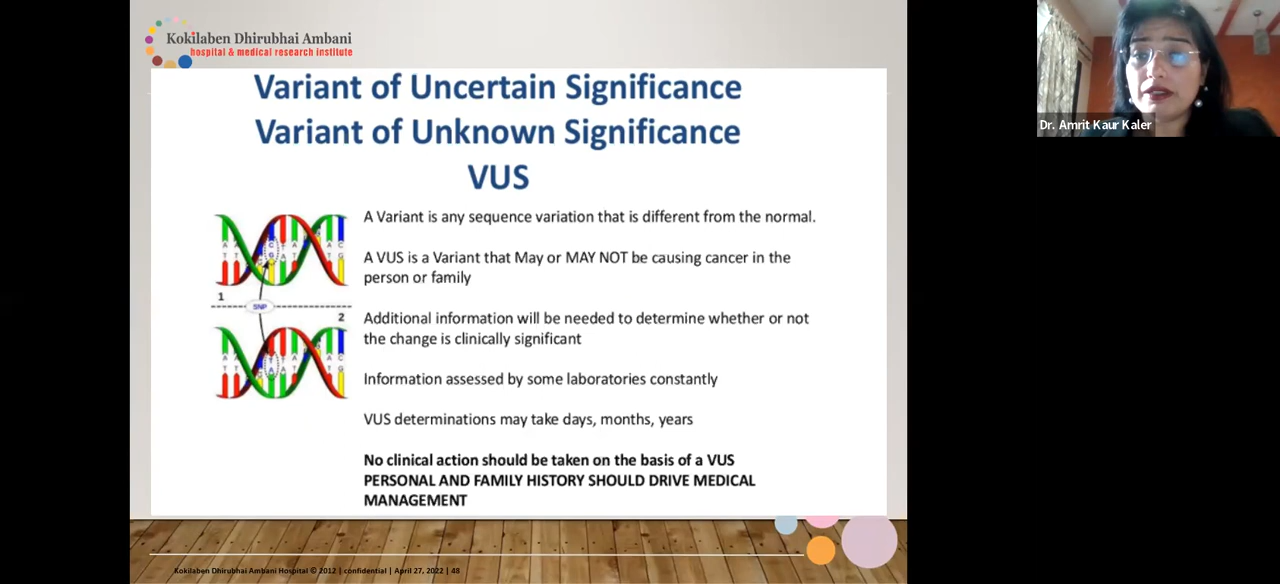 Kokilaben Dhirubhai Ambani
hospital & medical research institute
Variant of Uncertain Significance
Variant of Unknown Significance
VUS
A Variant is any sequence variation that is different from the normal.
A VUS is a Variant that May or MAY NOT be causing cancer in the
person or family
Additional information will be needed to determine whether or not
the change is clinically significant
Information assessed by some laboratories constantly
VUS determinations may take days, months, years
No clinical action should be taken on the basis of a VUS
PERSONAL AND FAMILY HISTORY SHOULD DRIVE MEDICAL
MANAGEMENT
1
SNP
2
Kokilaben Dhirubhai Ambani Hospital © 2012 | confidential | April 27, 2022 | 48
Dr. Amrit Kaur Kaler